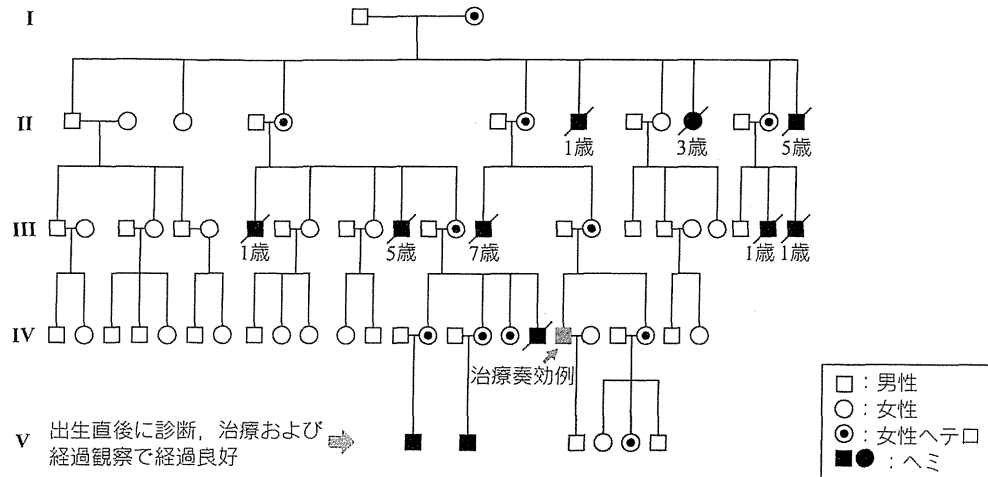 I
II
1歳
3歳
5歳
III
1歳
5歳
7歳
1歳 1歳
IV
治療奏効例
V
出生直後に診断，治療および
経過観察で経過良好
：男性
：女性
：女性ヘテロ
：ヘミ